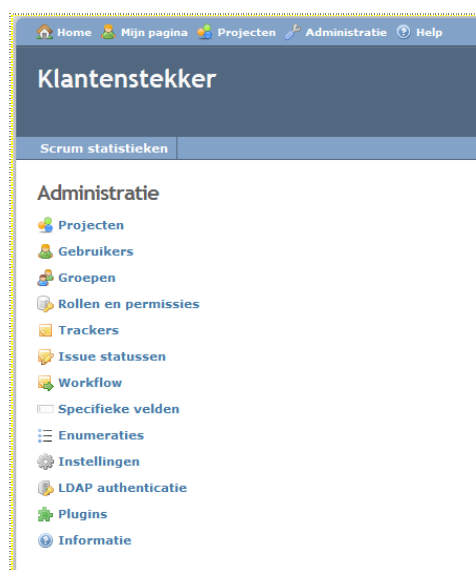 Home Mijn pagina Projecten Administratie Help
Klantenstekker
Scrum statistieken
Administratie
Projecten
Gebruikers
Groepen
Rollen en permissies
Trackers
Issue statussen
Workflow
Specifieke velden
Enumeraties
Instellingen
LDAP authenticatie
Plugins
Informatie